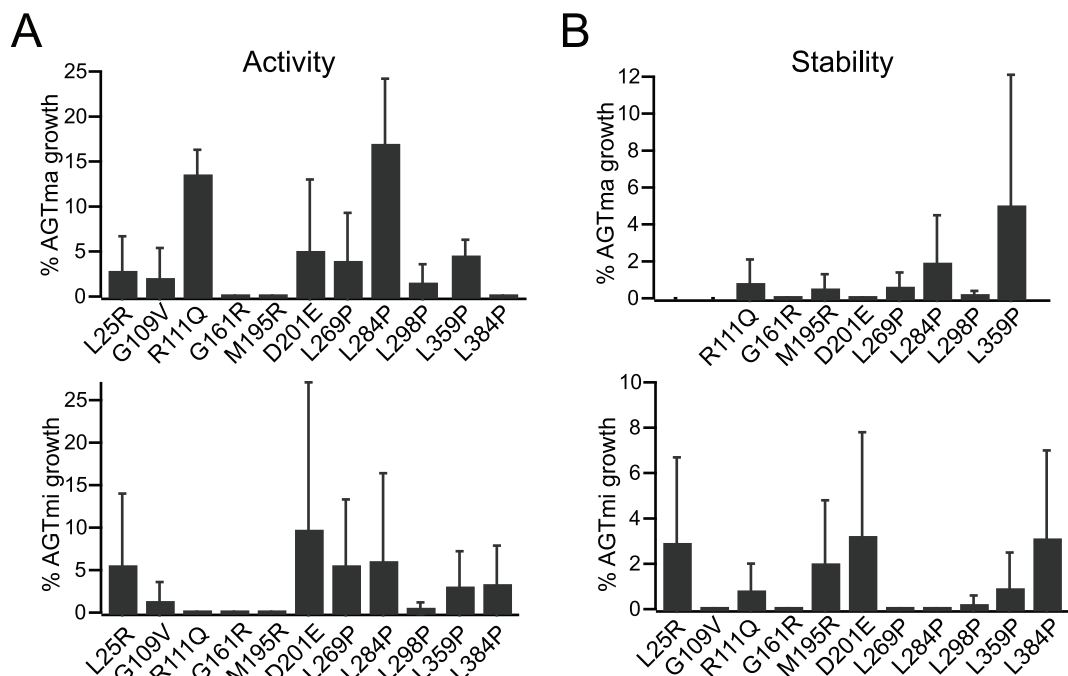 A
Activity
% AGTma growth
25
20
15
10
5
0
L25R
G109V
R111Q
G161R
M195R
D201E
L269P
L284P
L298P
L359P
L384P
B
Stability
% AGTma growth
12
10
8
6
4
2
0
R111Q
G161R
M195R
D201E
L269P
L284P
L298P
L359P
% AGTmi growth
25
20
15
10
5
0
L25R
G109V
R111Q
G161R
M195R
D201E
L269P
L284P
L298P
L359P
L384P
% AGTmi growth
10
8
6
4
2
0
L25R
G109V
R111Q
G161R
M195R
D201E
L269P
L284P
L298P
L359P
L384P